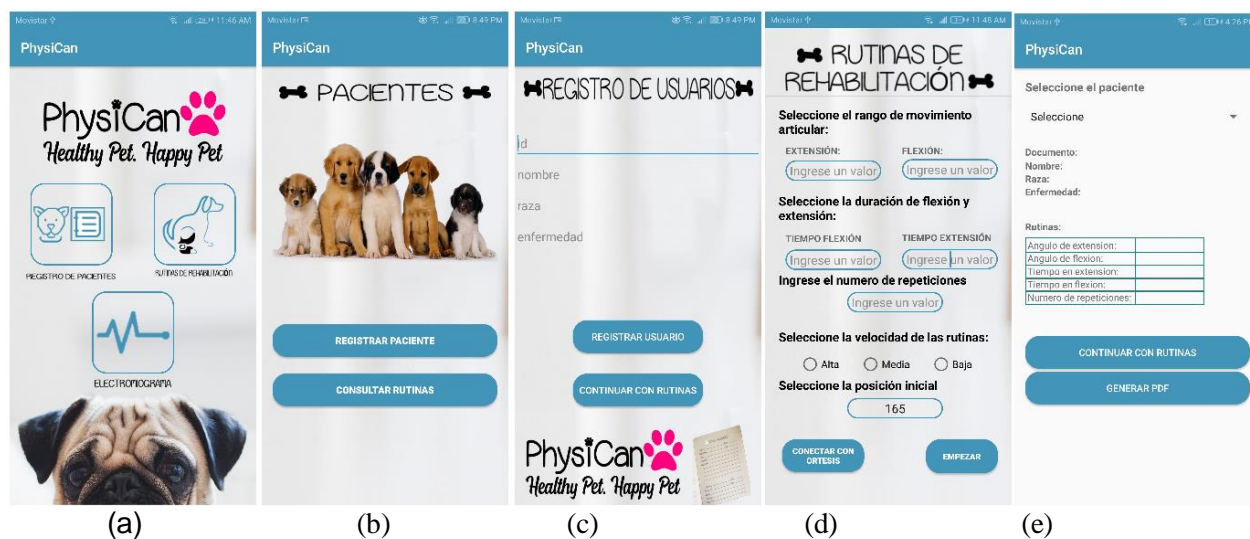 Movistar 11:46 AM
PhysiCan
PhysiCan
Healthy Pet. Happy Pet
REGISTRO DE PACIENTES
RUTINAS DE REHABILITACIÓN
ELECTROMIOGRAMA
(a)
Movistar 8:49 PM
PhysiCan
PACIENTES
REGISTRAR PACIENTE
CONSULTAR RUTINAS
(b)
Movistar 8:49 PM
PhysiCan
REGISTRO DE USUARIOS
id
nombre
raza
enfermedad
REGISTRAR USUARIO
CONTINUAR CON RUTINAS
PhysiCan
Healthy Pet. Happy Pet
(c)
Movistar 11:48 AM
RUTINAS DE
REHABILITACIÓN
Seleccione el rango de movimiento
articular:
EXTENSIÓN: FLEXIÓN:
Ingrese un valor Ingrese un valor
Seleccione la duración de flexión y
extensión:
TIEMPO FLEXIÓN TIEMPO EXTENSIÓN
Ingrese un valor Ingrese un valor
Ingrese el numero de repeticiones
Ingrese un valor
Seleccione la velocidad de las rutinas:
Alta Media Baja
Seleccione la posición inicial
165
CONECTAR CON
ORTESIS
EMPEZAR
(d)
Movistar 4:26 PM
PhysiCan
Seleccione el paciente
Seleccione
Documento:
Nombre:
Raza:
Enfermedad:
Rutinas:
Angulo de extension:
Angulo de flexion:
Tiempo en extension:
Tiempo en flexion:
Numero de repeticiones:
CONTINUAR CON RUTINAS
GENERAR PDF
(e)